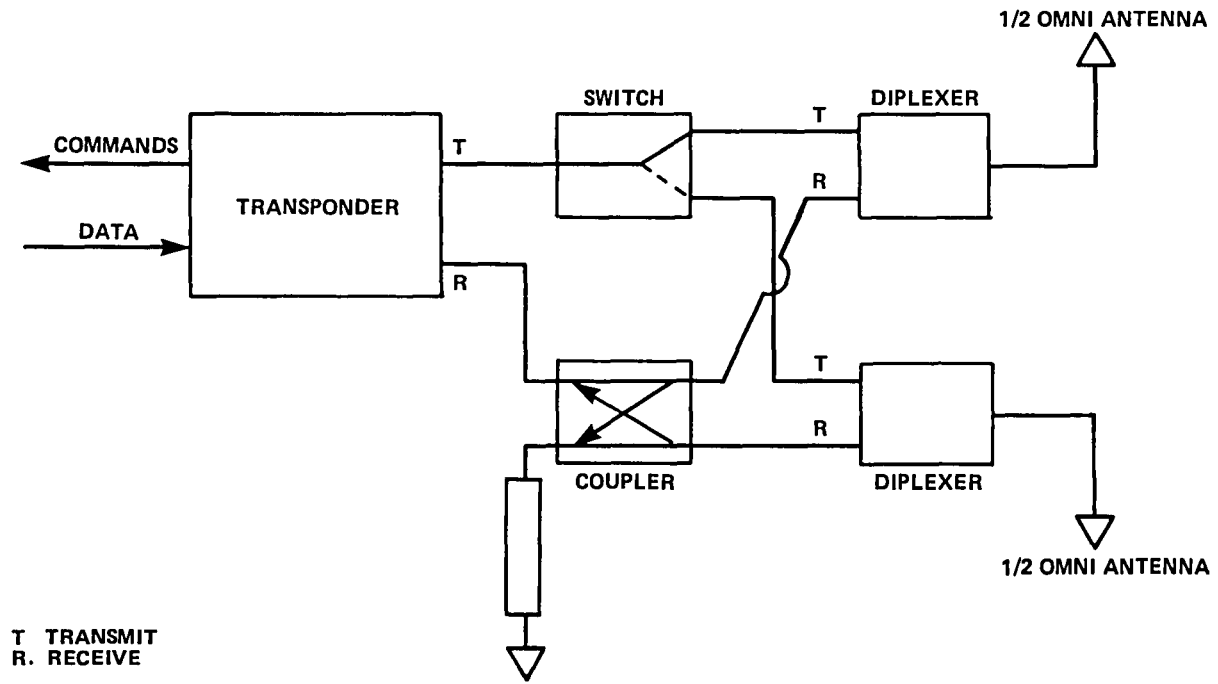 1/2 OMNI ANTENNA
SWITCH
DIPLEXER
COMMANDS
T
T
TRANSPONDER
R
DATA
R
T
R
COUPLER
DIPLEXER
1/2 OMNI ANTENNA
T TRANSMIT
R. RECEIVE